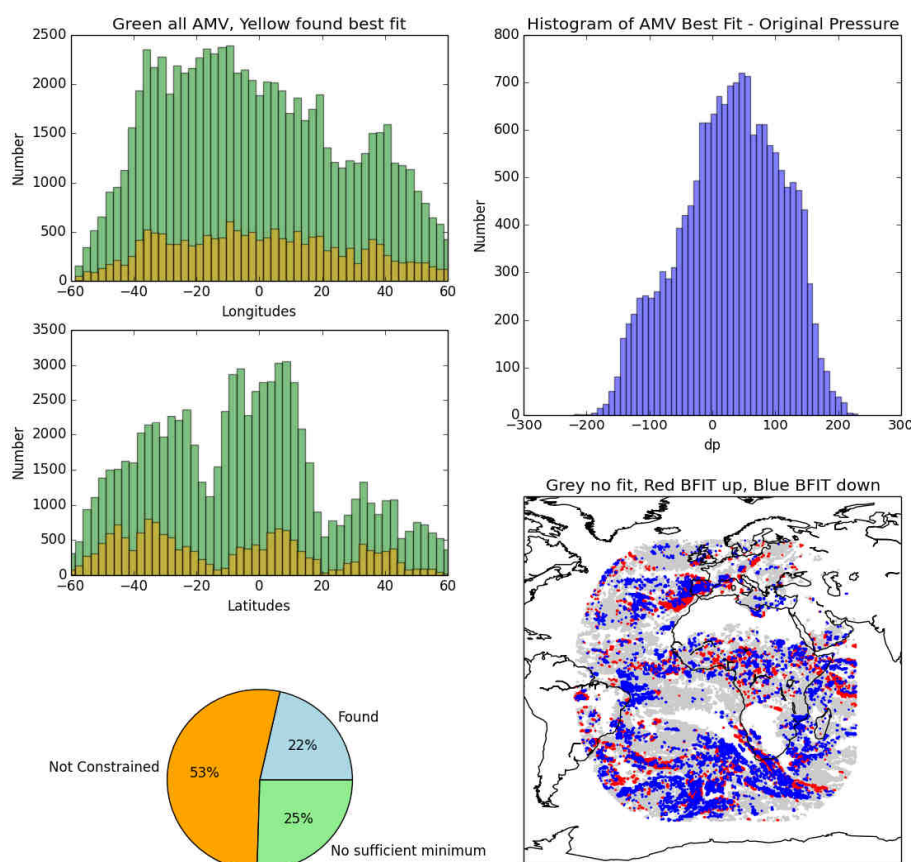 Green all AMV, Yellow found best fit
2500
2000
1500
1000
500
0
Number
−60 −40 −20 0 20 40 60
Longitudes
3500
3000
2500
2000
1500
1000
500
0
Number
−60 −40 −20 0 20 40 60
Latitudes
Found
22%
Not Constrained
53%
25%
No sufficient minimum
Histogram of AMV Best Fit - Original Pressure
800
700
600
500
400
300
200
100
0
Number
−300 −200 −100 0 100 200 300
dp
Grey no fit, Red BFIT up, Blue BFIT down